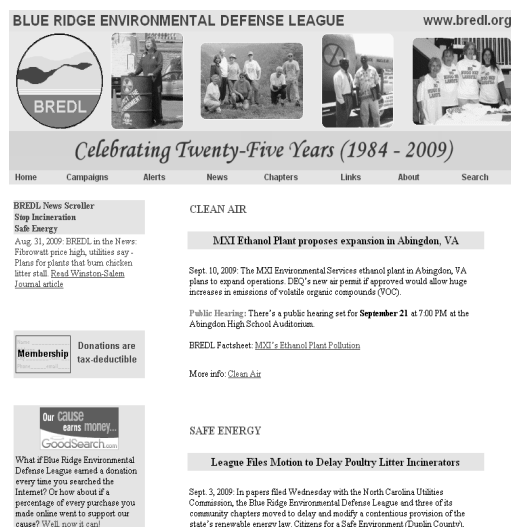 BLUE RIDGE ENVIRONMENTAL DEFENSE LEAGUE
www.bredl.org
BREDL
Celebrating Twenty-Five Years (1984 - 2009)
Home Campaigns Alerts News Chapters Links About Search
BREDL News Scroller
Stop Incineration
Safe Energy
Aug. 31, 2009: BREDL in the News:
Fibrowatt price high, utilities say -
Plans for plants that burn chicken
litter stall. Read Winston-Salem
Journal article
Membership
Donations are
tax-deductible
Our cause
earns money...
GoodSearch.com
What if Blue Ridge Environmental
Defense League earned a donation
every time you searched the
Internet? Or how about if a
percentage of every purchase you
made online went to support our
cause? Well, now it can!
CLEAN AIR
MXI Ethanol Plant proposes expansion in Abingdon, VA
Sept. 10, 2009: The MXI Environmental Services ethanol plant in Abingdon, VA
plans to expand operations. DEQ's new air permit if approved would allow huge
increases in emissions of volatile organic compounds (VOC).
Public Hearing: There's a public hearing set for September 21 at 7:00 PM at the
Abingdon High School Auditorium.
BREDL Factsheet: MXI's Ethanol Plant Pollution
More info: Clean Air
SAFE ENERGY
League Files Motion to Delay Poultry Litter Incinerators
Sept. 3, 2009: In papers filed Wednesday with the North Carolina Utilities
Commission, the Blue Ridge Environmental Defense League and three of its
community chapters moved to delay and modify a contentious provision of the
state's renewable energy law. Citizens for a Safe Environment (Duplin County),